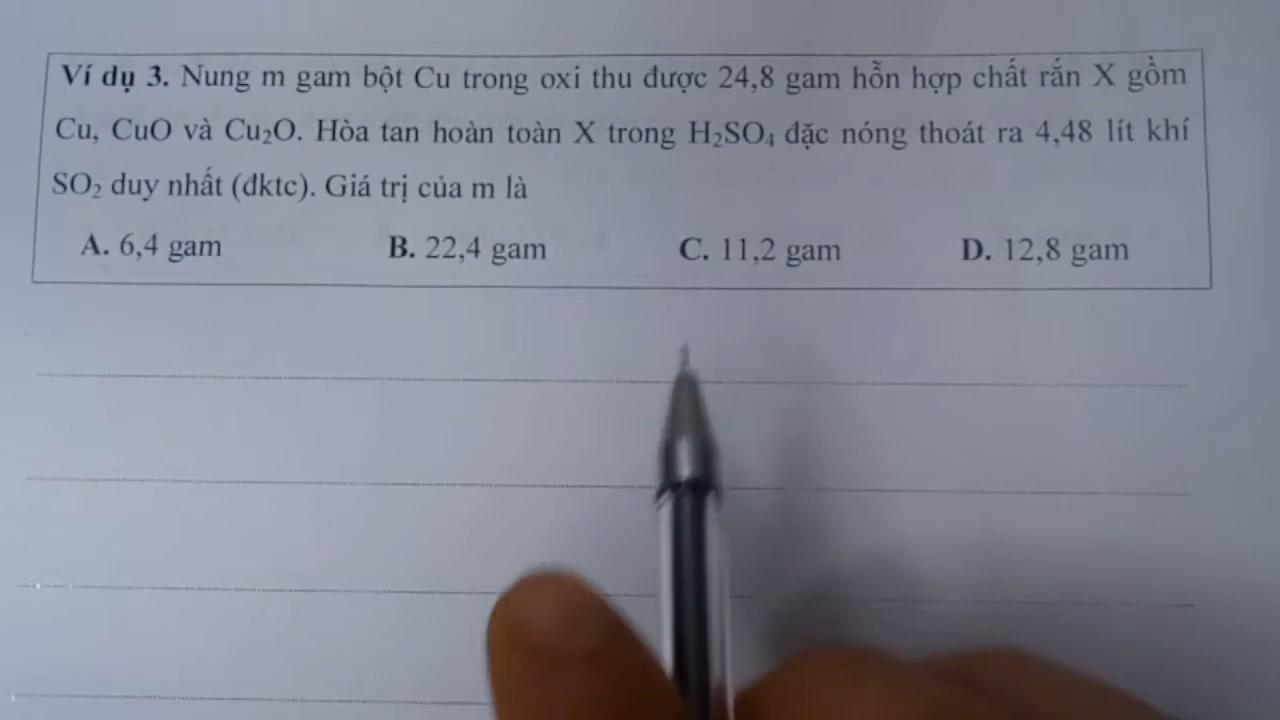 Ví dụ 3. Nung m gam bột Cu trong oxi thu được 24,8 gam hỗn hợp chất rắn X gồm
Cu, CuO và Cu₂O. Hòa tan hoàn toàn X trong H₂SO₄ đặc nóng thoát ra 4,48 lít khí
SO₂ duy nhất (đktc). Giá trị của m là
A. 6,4 gam B. 22,4 gam C. 11,2 gam D. 12,8 gam